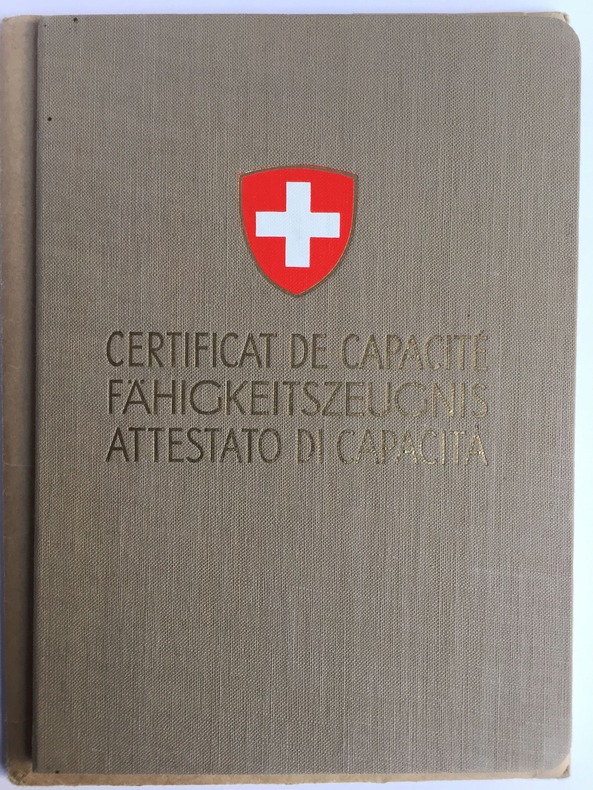 CERTIFICAT DE CAPACITÉ
FÄHIGKEITSZEUGNIS
ATTESTATO DI CAPACITÀ